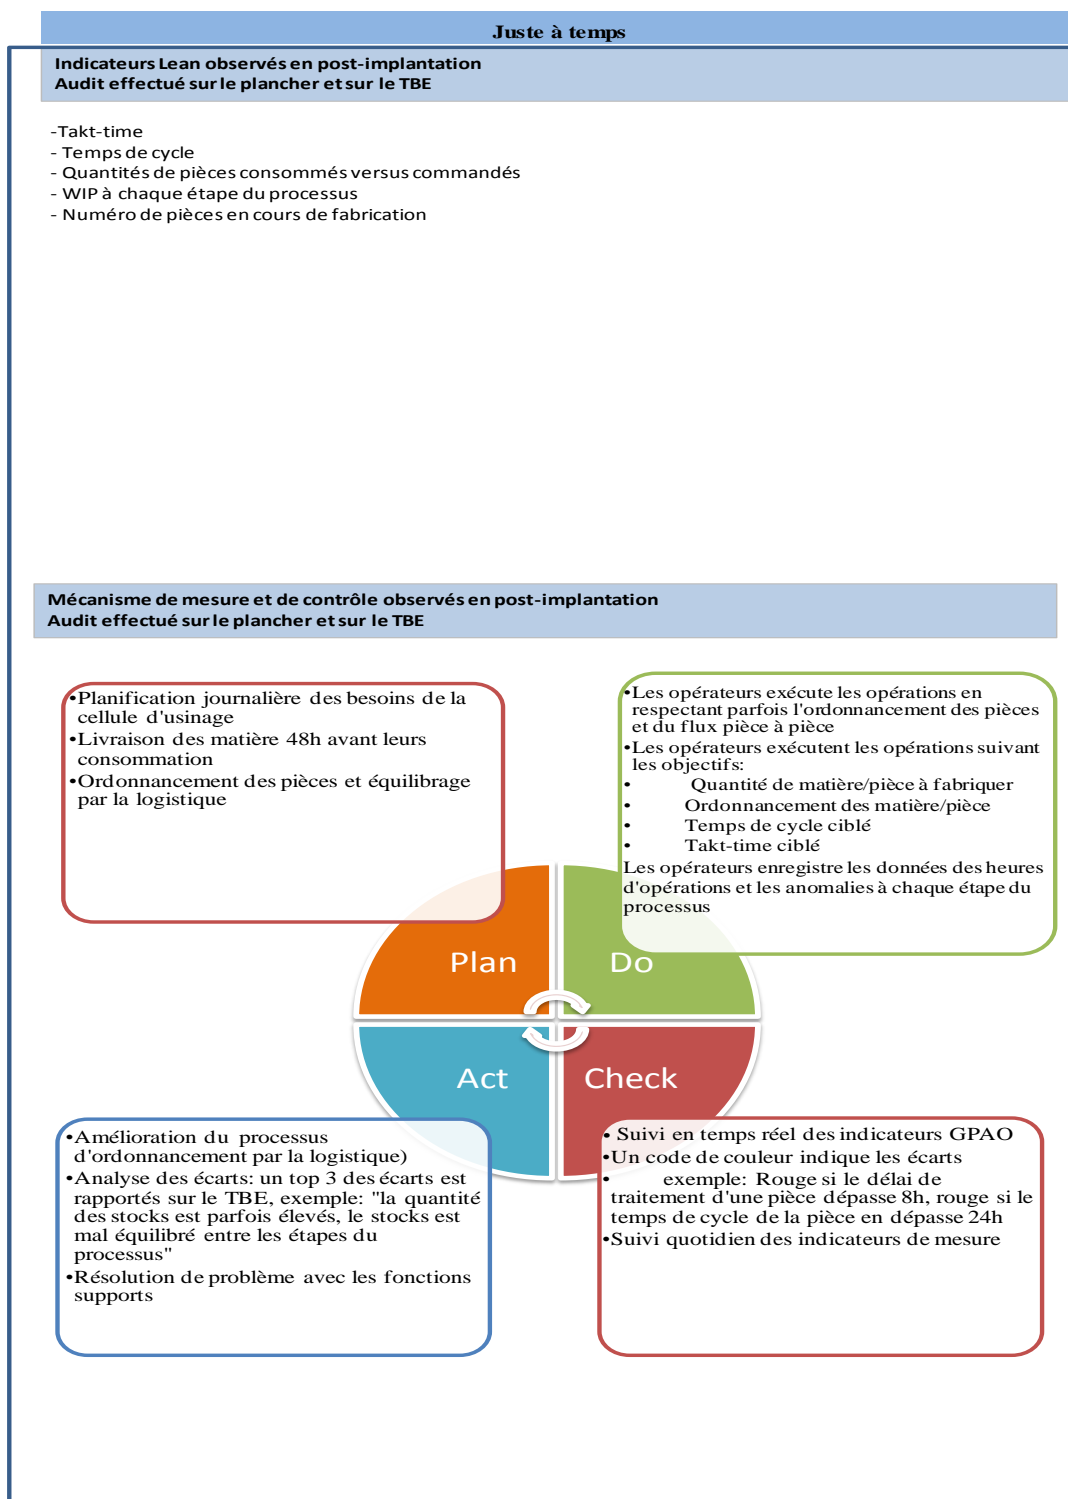 Juste à temps
Indicateurs Lean observés en post-implantation
Audit effectué sur le plancher et sur le TBE
-Takt-time
- Temps de cycle
- Quantités de pièces consommés versus commandés
- WIP à chaque étape du processus
- Numéro de pièces en cours de fabrication
Mécanisme de mesure et de contrôle observés en post-implantation
Audit effectué sur le plancher et sur le TBE
•Planification journalière des besoins de la
cellule d'usinage
•Livraison des matière 48h avant leurs
consommation
•Ordonnancement des pièces et équilibrage
par la logistique
•Les opérateurs exécute les opérations en
respectant parfois l'ordonnancement des pièces
et du flux pièce à pièce
•Les opérateurs exécutent les opérations suivant
les objectifs:
• Quantité de matière/pièce à fabriquer
• Ordonnancement des matière/pièce
• Temps de cycle ciblé
• Takt-time ciblé
Les opérateurs enregistre les données des heures
d'opérations et les anomalies à chaque étape du
processus
Plan
Do
Act
Check
•Amélioration du processus
d'ordonnancement par la logistique)
•Analyse des écarts: un top 3 des écarts est
rapportés sur le TBE, exemple: "la quantité
des stocks est parfois élevés, le stocks est
mal équilibré entre les étapes du
processus"
•Résolution de problème avec les fonctions
supports
• Suivi en temps réel des indicateurs GPAO
•Un code de couleur indique les écarts
• exemple: Rouge si le délai de
traitement d'une pièce dépasse 8h, rouge si le
temps de cycle de la pièce en dépasse 24h
•Suivi quotidien des indicateurs de mesure